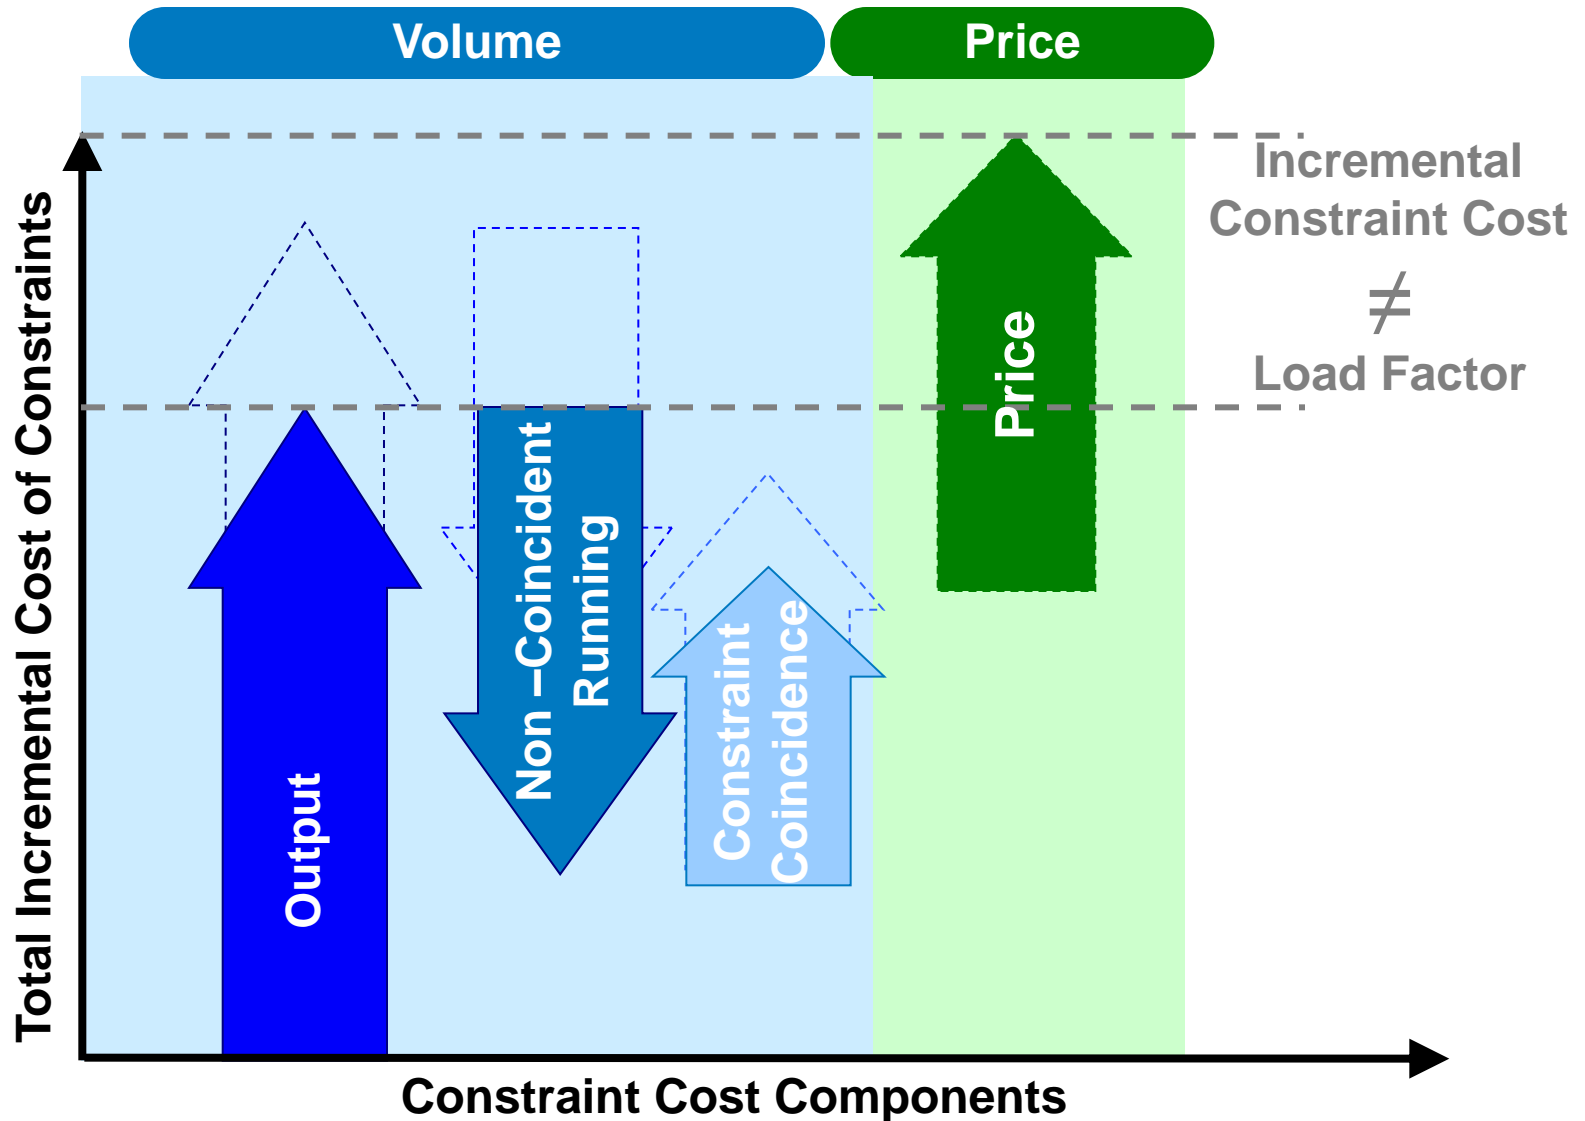 Volume
Price
Total Incremental Cost of Constraints
Output
Non –Coincident
Running
Constraint
Coincidence
Price
Incremental
Constraint Cost
≠
Load Factor
Constraint Cost Components